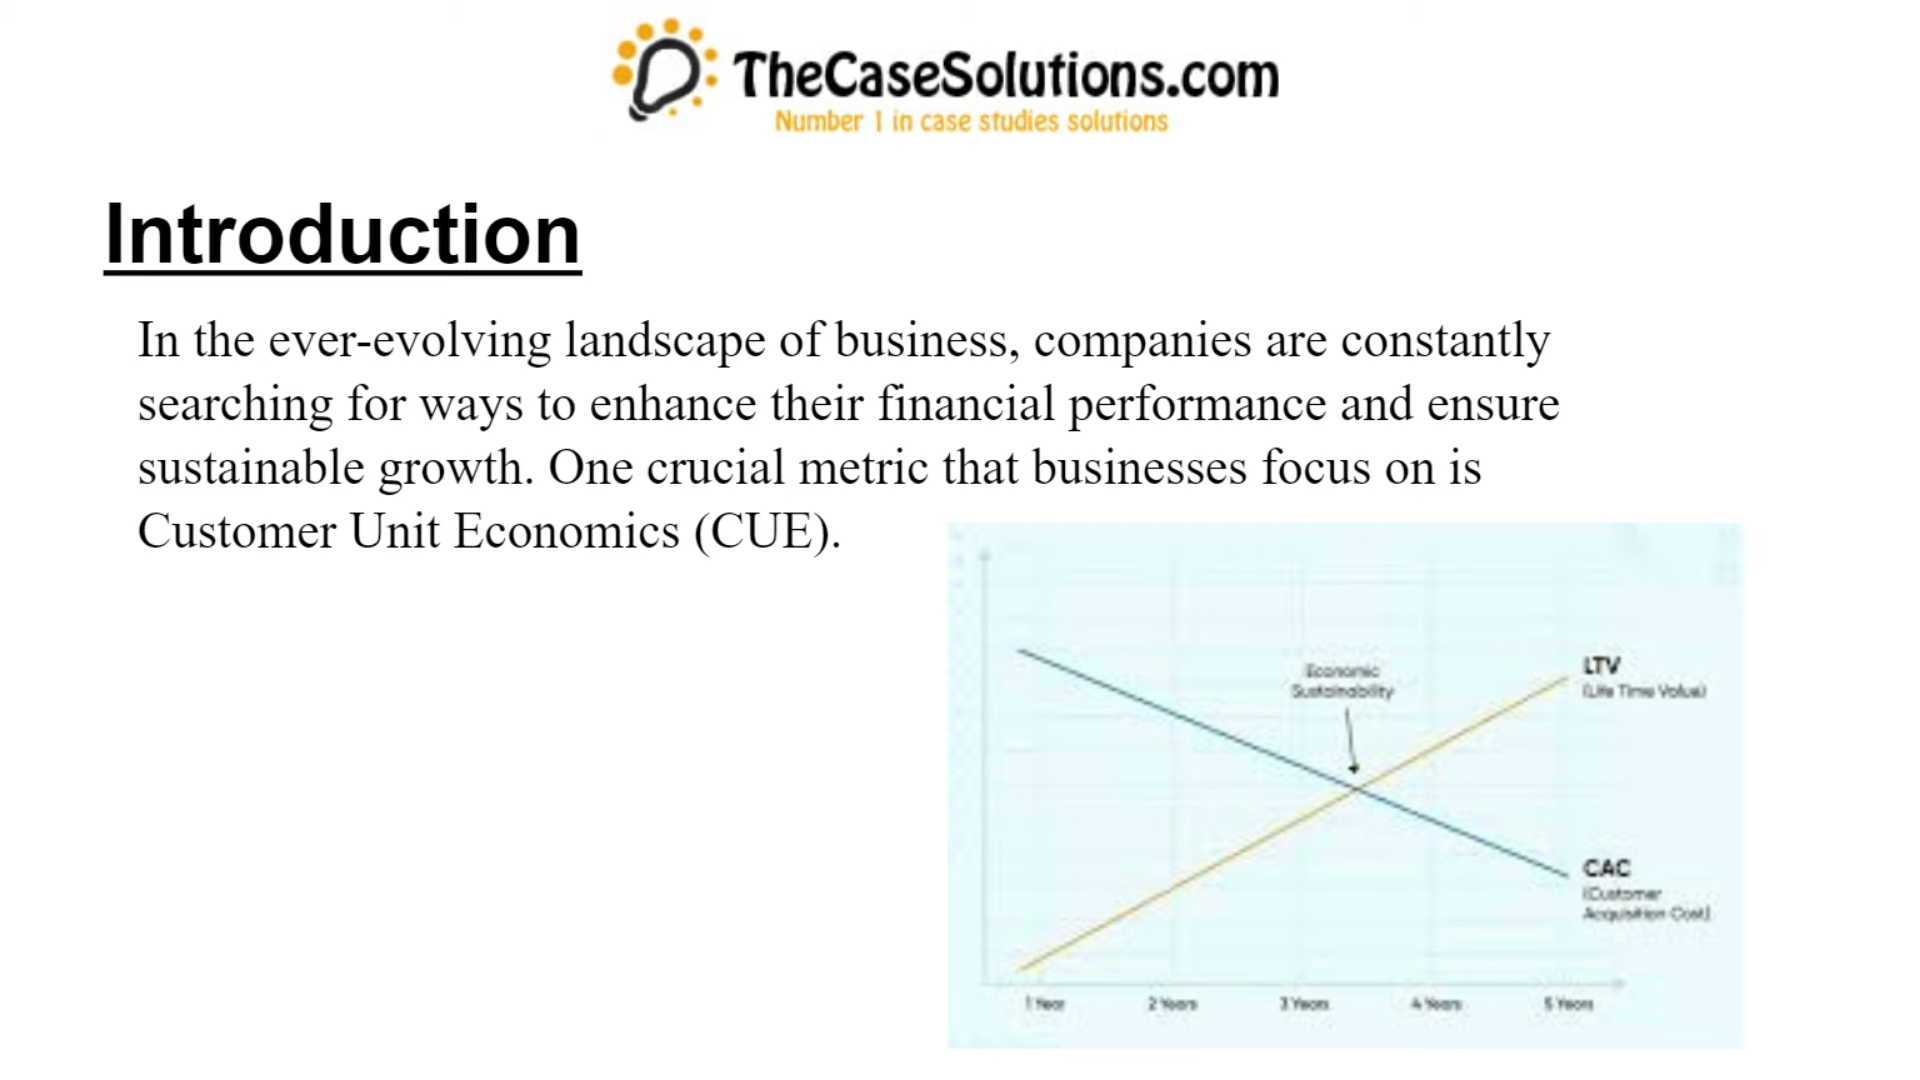 TheCaseSolutions.com
Number 1 in case studies solutions
Introduction
In the ever-evolving landscape of business, companies are constantly
searching for ways to enhance their financial performance and ensure
sustainable growth. One crucial metric that businesses focus on is
Customer Unit Economics (CUE).
Economic
Sustainability
LTV
(Life Time Value)
CAC
(Customer
Acquisition Cost)
1 Year
2 Years
3 Years
4 Years
5 Years